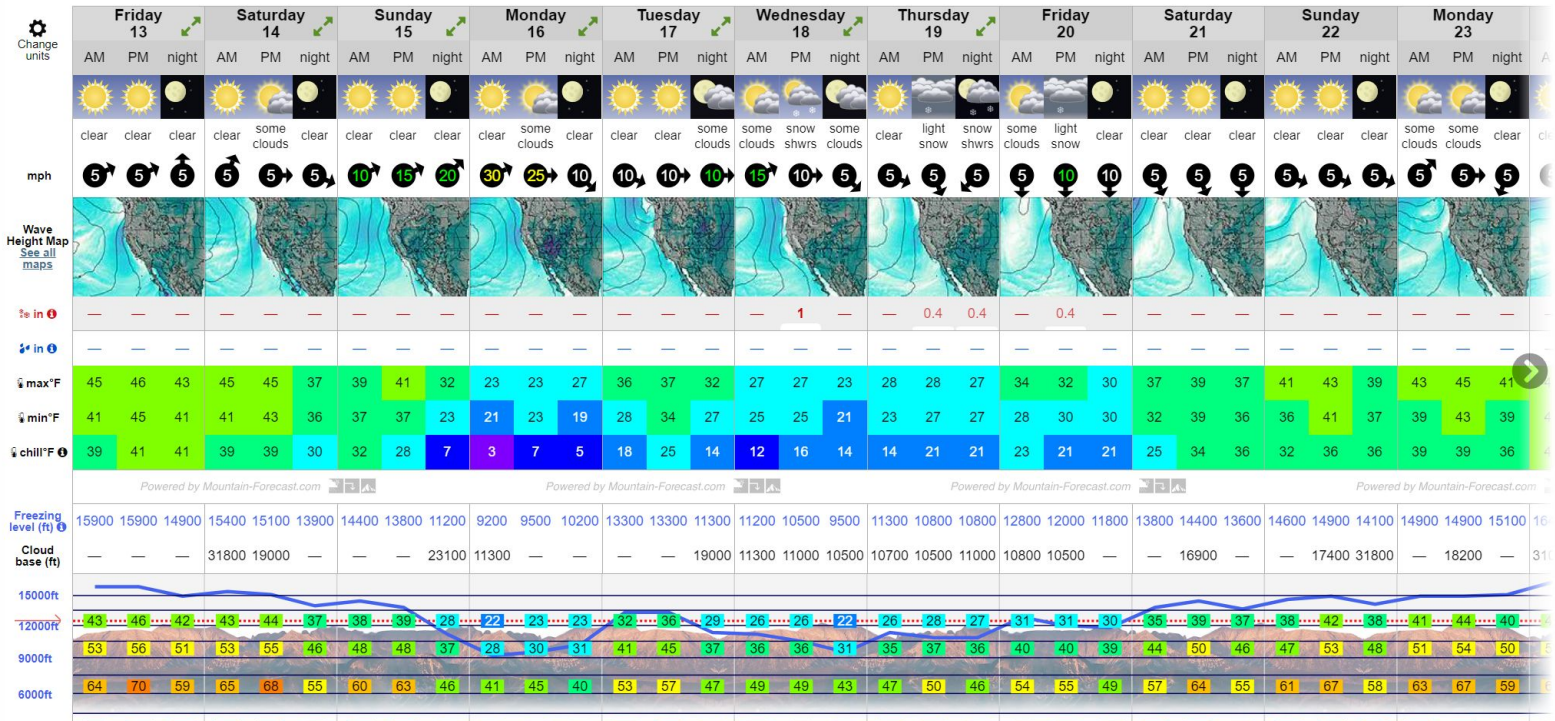 Friday Saturday Sunday Monday Tuesday Wednesday Thursday Friday Saturday Sunday Monday
13 14 15 16 17 18 19 20 21 22 23
Change
units
AM PM night AM PM night AM PM night AM PM night AM PM night AM PM night AM PM night AM PM night AM PM night AM PM night AM PM night
clear clear clear clear some clouds clear clear clear clear clear some clouds clear clear clear some clouds some clouds snow shwrs some clouds clear light snow snow shwrs some clouds light snow clear clear clear clear clear clear clear some clouds some clouds clear
mph 5 5 5 5 5 5 10 15 20 30 25 10 10 10 10 15 10 5 5 5 5 5 10 10 5 5 5 5 5 5 5 5 5
Wave
Height Map
See all
maps
in — — — — — — — — — — — — — — — — 1 — — 0.4 0.4 — 0.4 — — — — — — — — — —
in — — — — — — — — — — — — — — — — — — — — — — — — — — — — — — — — —
max°F 45 46 43 45 45 37 39 41 32 23 23 27 36 37 32 27 27 23 28 28 27 34 32 30 37 39 37 41 43 39 43 45 41
min°F 41 45 41 41 43 36 37 37 23 21 23 19 28 34 27 25 25 21 23 27 27 28 30 30 32 39 36 36 41 37 39 43 39
chill°F 39 41 41 39 39 30 32 28 7 3 7 5 18 25 14 12 16 14 14 21 21 23 21 21 25 34 36 32 36 36 39 39 36
Powered by Mountain-Forecast.com Powered by Mountain-Forecast.com Powered by Mountain-Forecast.com Powered by Mountain-Forecast.com
Freezing
level (ft) 15900 15900 14900 15400 15100 13900 14400 13800 11200 9200 9500 10200 13300 13300 11300 11200 10500 9500 11300 10800 10800 12800 12000 11800 13800 14400 13600 14600 14900 14100 14900 14900 15100
Cloud
base (ft) — — — 31800 19000 — — — 23100 11300 — — — — 19000 11300 11000 10500 10700 10500 11000 10800 10500 — — 16900 — — 17400 31800 — 18200 —
15000ft
12000ft 43 46 42 43 44 37 38 39 28 22 23 23 32 36 29 26 26 22 26 28 27 31 31 30 35 39 37 38 42 38 41 44 40
9000ft 53 56 51 53 55 46 48 48 37 28 30 31 41 45 37 36 36 31 35 37 36 40 40 39 44 50 46 47 53 48 51 54 50
6000ft 64 70 59 65 68 55 60 63 46 41 45 40 53 57 47 49 49 43 47 50 46 54 55 49 57 64 55 61 67 58 63 67 59